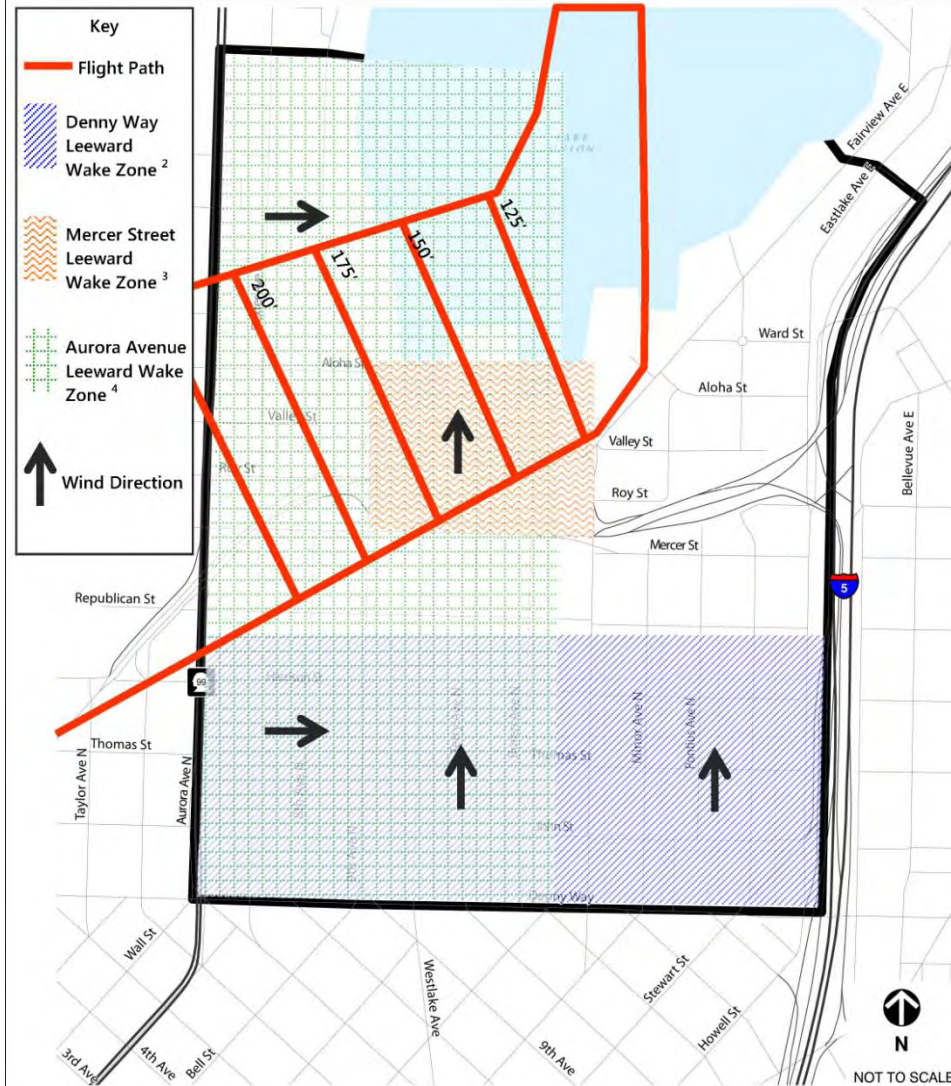 Key
Flight Path
Denny Way
Leeward
Wake Zone 2
Mercer Street
Leeward
Wake Zone 3
Aurora Avenue
Leeward Wake
Zone 4
Wind Direction
Fairview Ave E
Eastlake Ave E
125'
150'
175'
200'
Ward St
Aloha St
Aloha St
Valley St
Valley St
Roy St
Roy St
Mercer St
Bellevue Ave E
Republican St
5
99
Harrison St
Thomas St
Thomas St
Taylor Ave N
Aurora Ave N
8th Ave N
9th Ave N
Minor Ave N
Pontius Ave N
John St
Denny Way
Wall St
3rd Ave
4th Ave
Bell St
Westlake Ave
9th Ave
Stewart St
Howell St
N
NOT TO SCALE